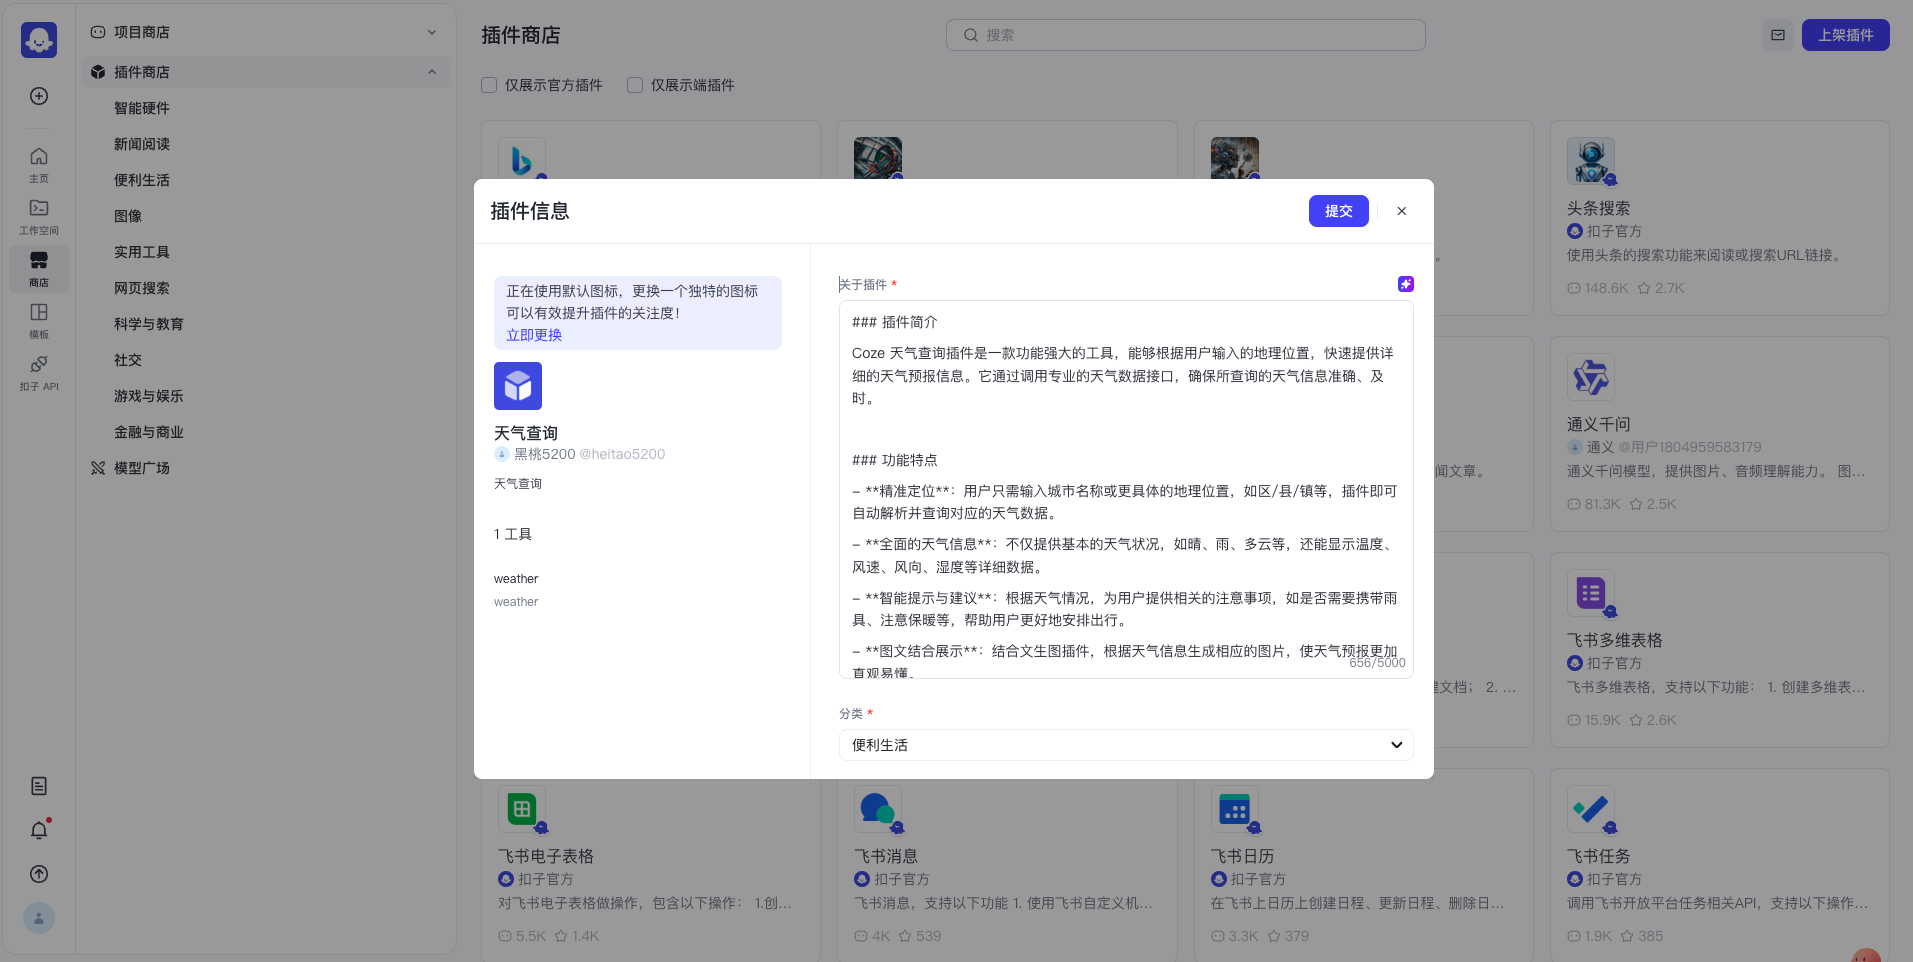 主页
工作空间
商店
模板
扣子 API
项目商店
插件商店
智能硬件
新闻阅读
便利生活
图像
实用工具
网页搜索
科学与教育
社交
游戏与娱乐
金融与商业
模型广场
插件商店
搜索
上架插件
仅展示官方插件
仅展示端插件
头条搜索
扣子官方
使用头条的搜索功能来阅读或搜索URL链接。
148.6K
2.7K
插件信息
提交
正在使用默认图标，更换一个独特的图标
可以有效提升插件的关注度！
立即更换
天气查询
黑桃5200 @heitao5200
天气查询
1 工具
weather
weather
关于插件 *
### 插件简介
Coze 天气查询插件是一款功能强大的工具，能够根据用户输入的地理位置，快速提供详
细的天气预报信息。它通过调用专业的天气数据接口，确保所查询的天气信息准确、及
时。
### 功能特点
- **精准定位**：用户只需输入城市名称或更具体的地理位置，如区/县/镇等，插件即可
自动解析并查询对应的天气数据。
- **全面的天气信息**：不仅提供基本的天气状况，如晴、雨、多云等，还能显示温度、
风速、风向、湿度等详细数据。
- **智能提示与建议**：根据天气情况，为用户提供相关的注意事项，如是否需要携带雨
具、注意保暖等，帮助用户更好地安排出行。
- **图文结合展示**：结合文生图插件，根据天气信息生成相应的图片，使天气预报更加
直观易懂。
656/5000
分类 *
便利生活
。
通义千问
通义 @用户1804959583179
闻文章。
通义千问模型，提供图片、音频理解能力。 图...
81.3K
2.5K
飞书多维表格
扣子官方
建文档； 2. ...
飞书多维表格，支持以下功能： 1. 创建多维表...
15.9K
2.6K
飞书电子表格
扣子官方
对飞书电子表格做操作，包含以下操作： 1.创...
5.5K
1.4K
飞书消息
扣子官方
飞书消息，支持以下功能 1. 使用飞书自定义机...
4K
539
飞书日历
扣子官方
在飞书上日历上创建日程、更新日程、删除日...
3.3K
379
飞书任务
扣子官方
调用飞书开放平台任务相关API，支持以下操作...
1.9K
385